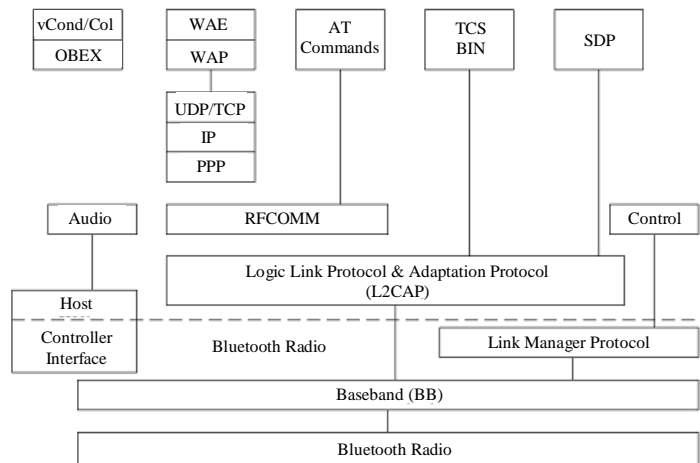 vCond/Col
OBEX
WAE
WAP
AT
Commands
TCS
BIN
SDP
UDP/TCP
IP
PPP
Audio
RFCOMM
Control
Logic Link Protocol & Adaptation Protocol
(L2CAP)
Host
Controller
Interface
Bluetooth Radio
Link Manager Protocol
Baseband (BB)
Bluetooth Radio